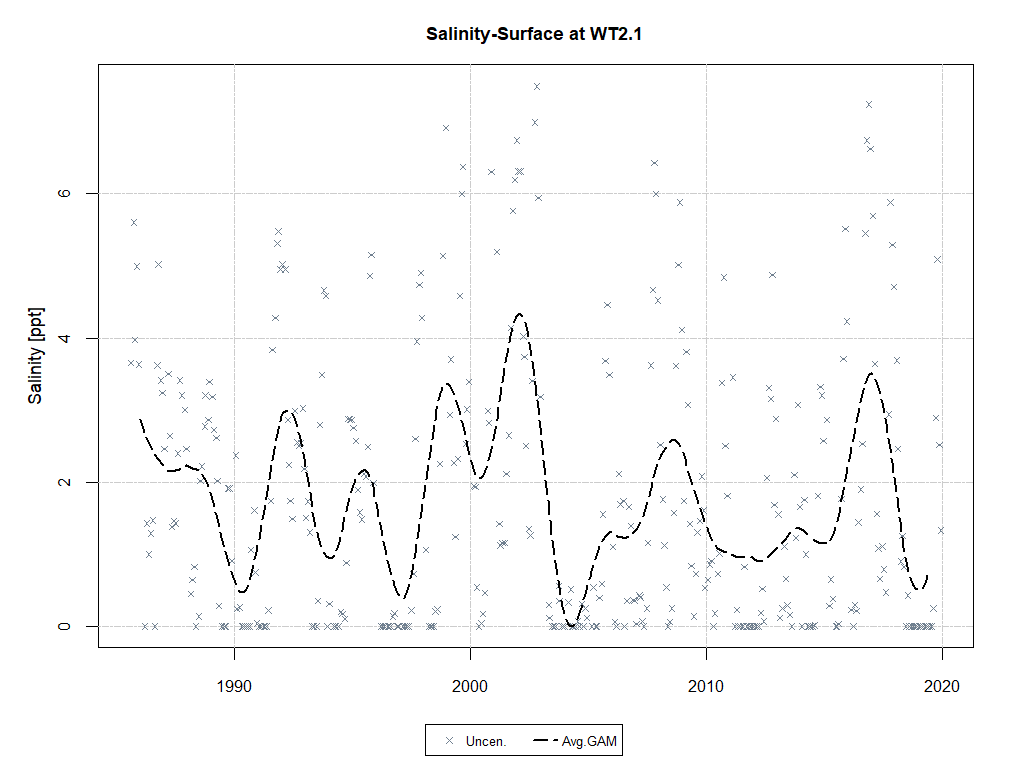 Salinity-Surface at WT2.1
Salinity [ppt]
6
4
2
0
1990 2000 2010 2020
Uncen. Avg.GAM